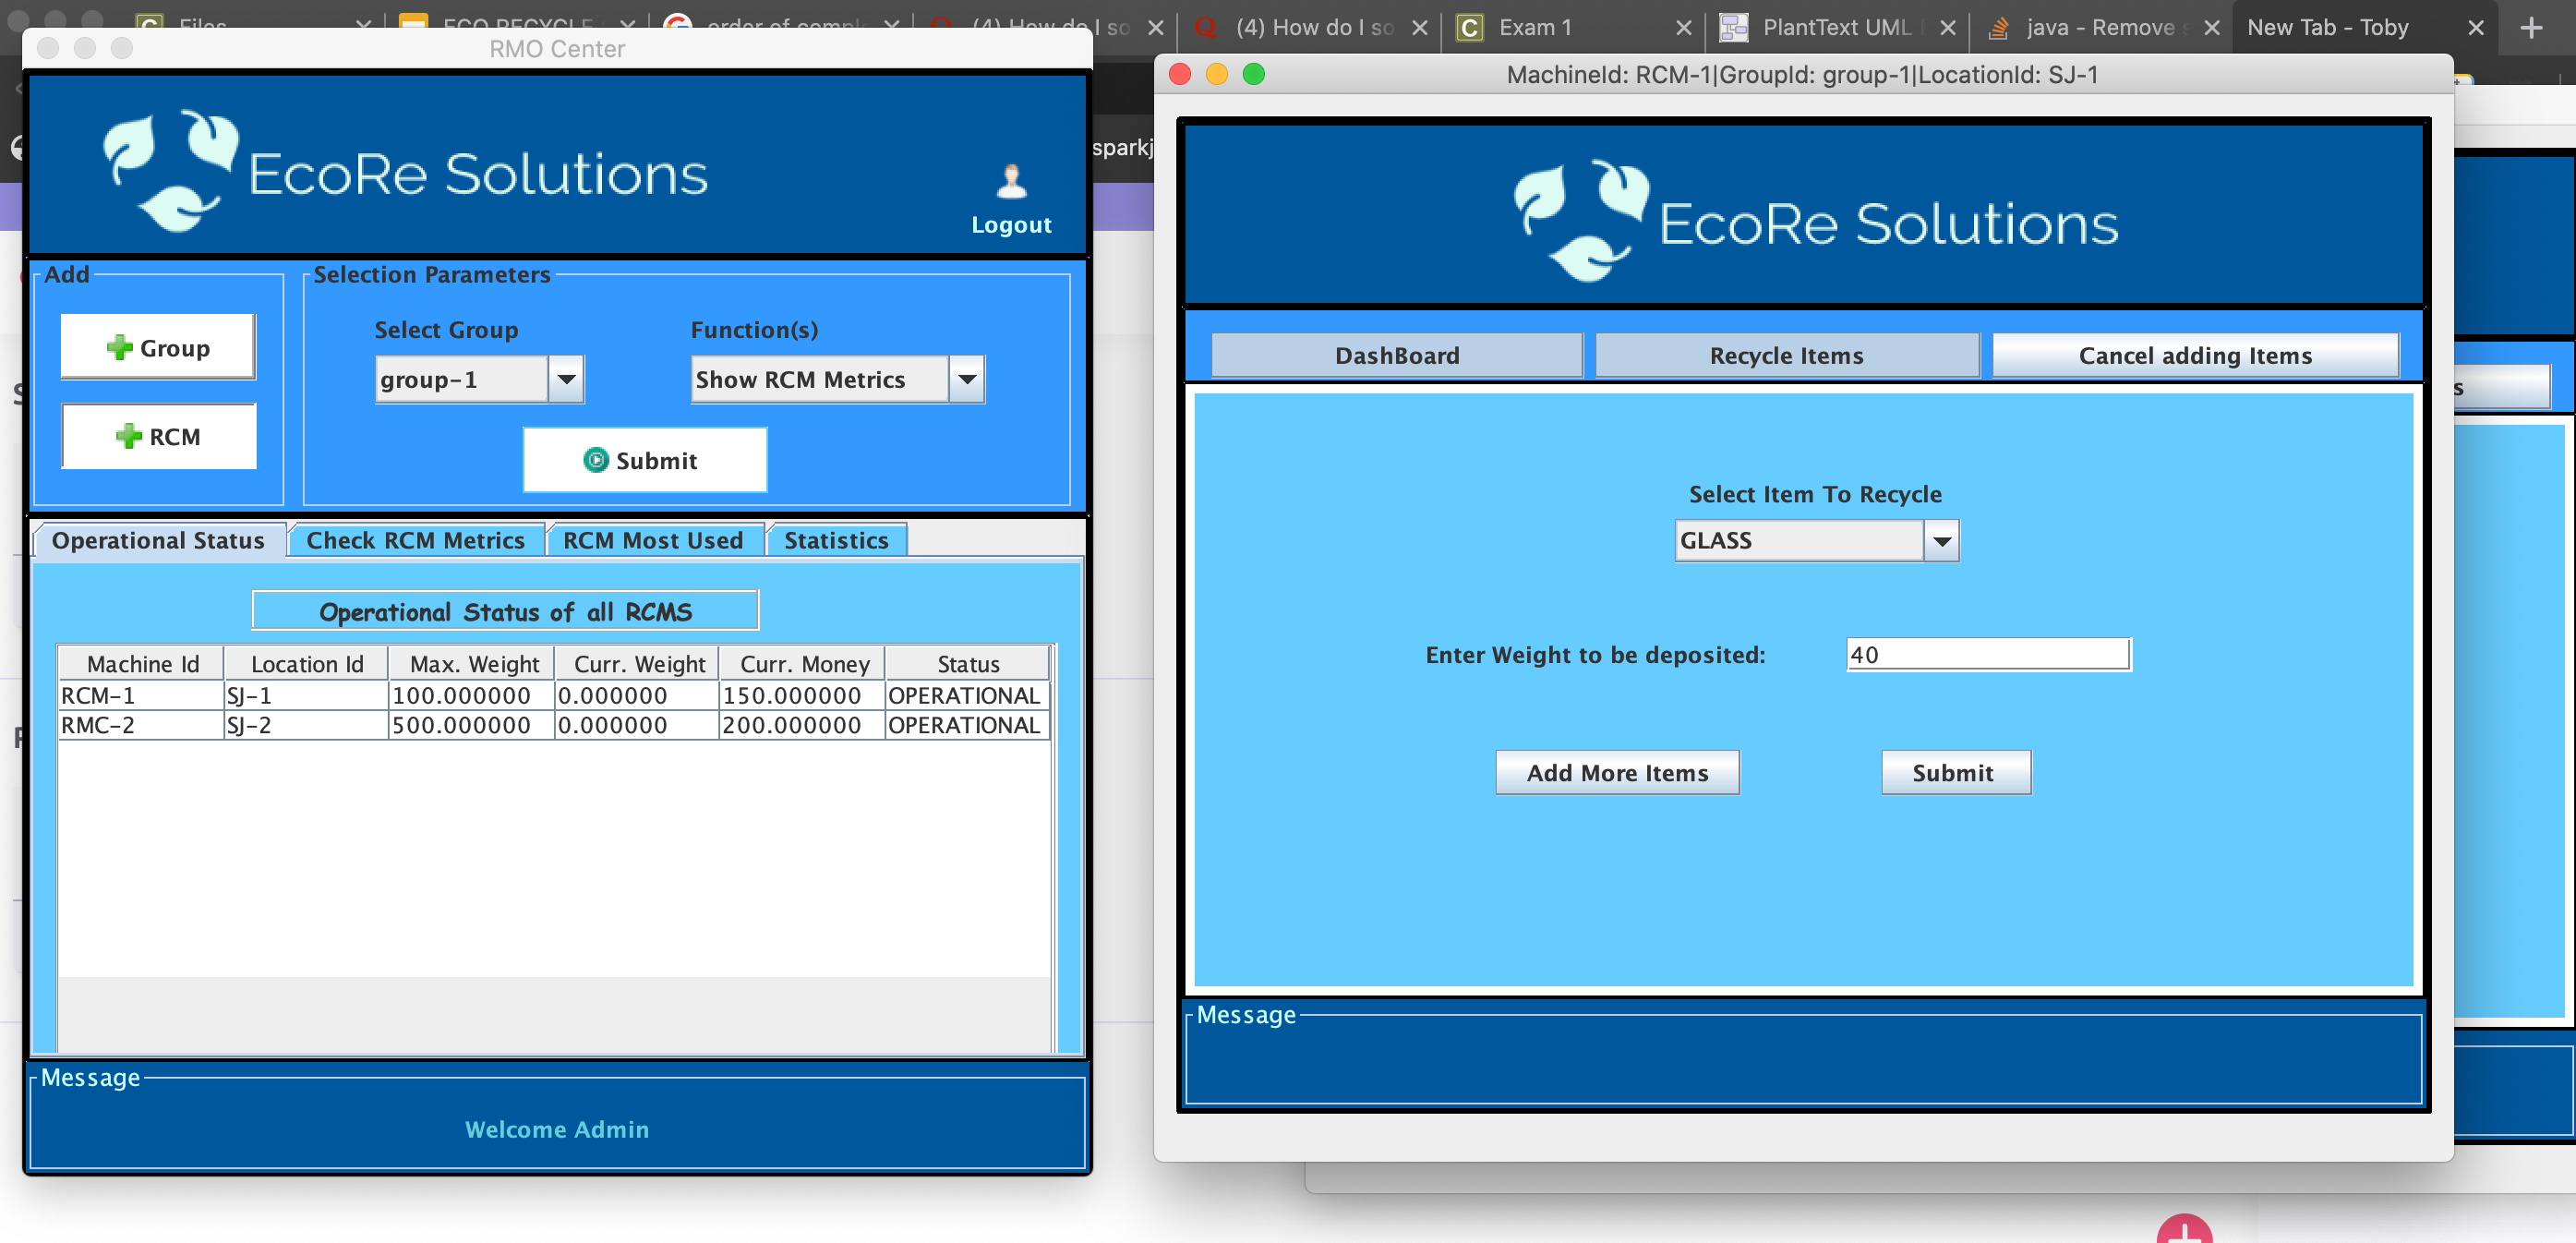 Files
ECO RECYCLE
order of comple
(4) How do I so
(4) How do I so
Exam 1
PlantText UML
java - Remove s
New Tab - Toby
RMO Center
EcoRe Solutions
Logout
Add
Group
RCM
Selection Parameters
Select Group
Function(s)
group-1
Show RCM Metrics
Submit
Operational Status
Check RCM Metrics
RCM Most Used
Statistics
Operational Status of all RCMS
Machine Id Location Id Max. Weight Curr. Weight Curr. Money Status
RCM-1 SJ-1 100.000000 0.000000 150.000000 OPERATIONAL
RMC-2 SJ-2 500.000000 0.000000 200.000000 OPERATIONAL
Message
Welcome Admin
sparkj
MachineId: RCM-1|GroupId: group-1|LocationId: SJ-1
EcoRe Solutions
DashBoard
Recycle Items
Cancel adding Items
Select Item To Recycle
GLASS
Enter Weight to be deposited:
40
Add More Items
Submit
Message
s